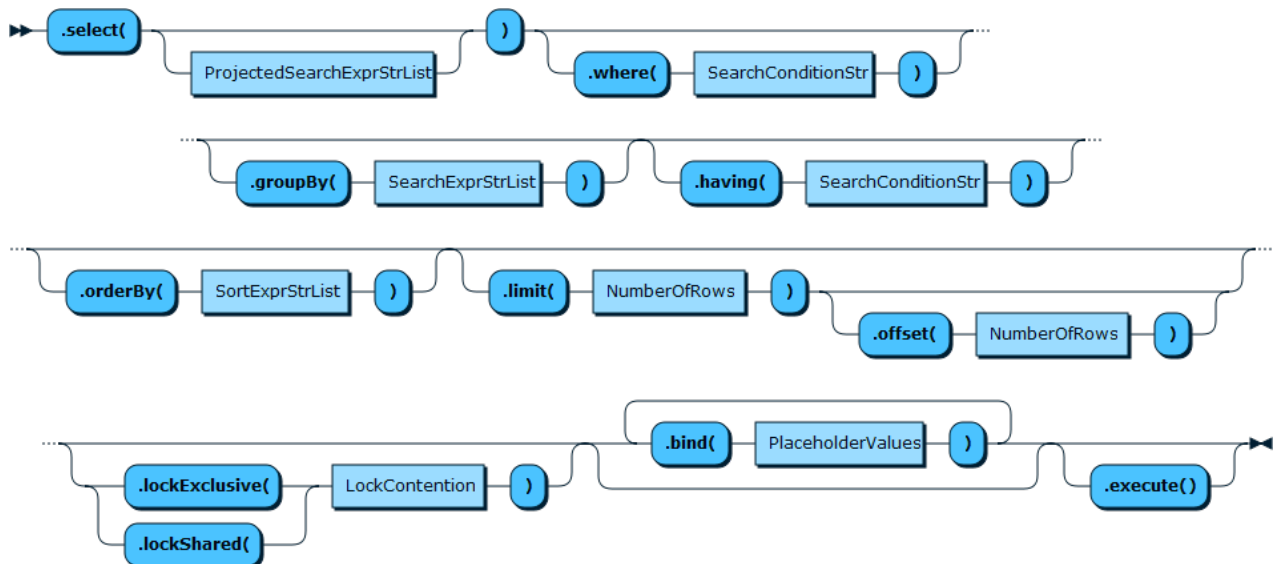 .select( ) 
ProjectedSearchExprStrList
.where( SearchConditionStr )
.groupBy( SearchExprStrList ) .having( SearchConditionStr )
.orderBy( SortExprStrList ) .limit( NumberOfRows )
.offset( NumberOfRows )
.bind( PlaceholderValues )
.lockExclusive( LockContention ) .execute()
.lockShared(